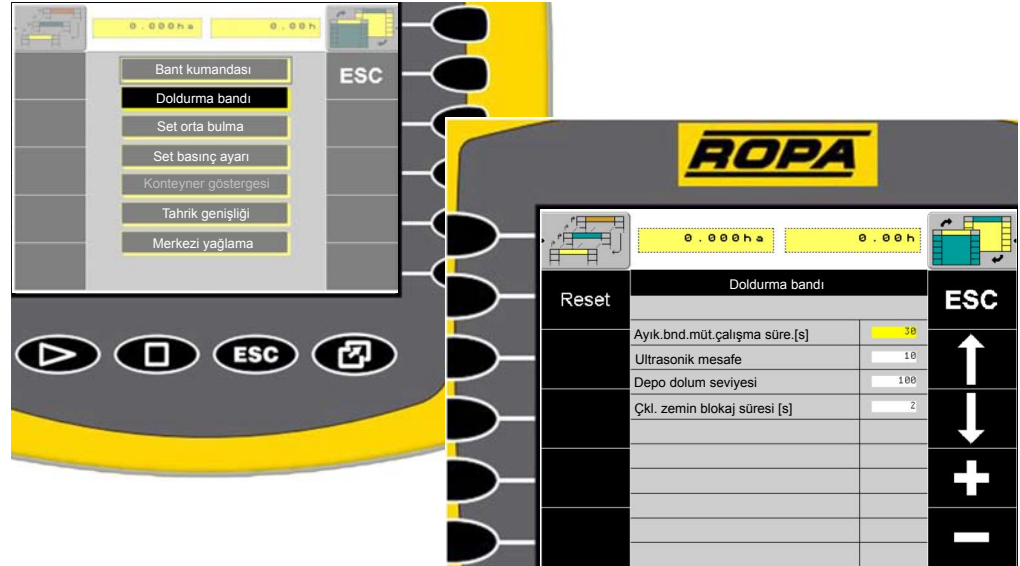 0.000ha 0.00h
Bant kumandası
ESC
Doldurma bandı
Set orta bulma
Set basınç ayarı
Konteyner göstergesi
Tahrik genişliği
Merkezi yağlama
ESC
ROPA
0.000ha 0.00h
Reset
Doldurma bandı
ESC
Ayık.bnd.müt.çalışma süre.[s] 30
Ultrasonik mesafe 10
Depo dolum seviyesi 100
Çkl. zemin blokaj süresi [s] 2